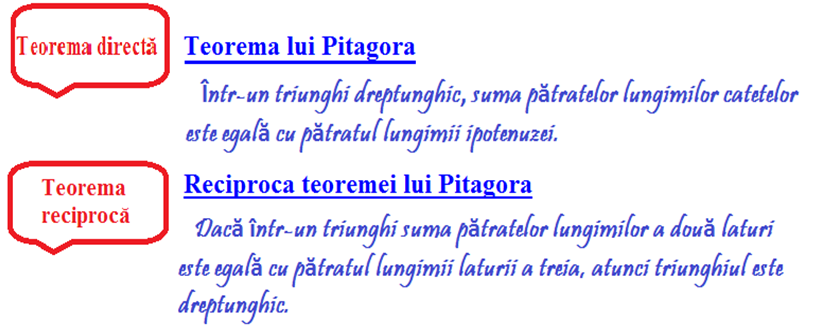 Teorema directă
Teorema lui Pitagora
Într-un triunghi dreptunghic, suma pătratelor lungimilor catetelor
este egală cu pătratul lungimii ipotenuzei.
Teorema
reciprocă
Reciproca teoremei lui Pitagora
Dacă într-un triunghi suma pătratelor lungimilor a două laturi
este egală cu pătratul lungimii laturii a treia, atunci triunghiul este
dreptunghic.